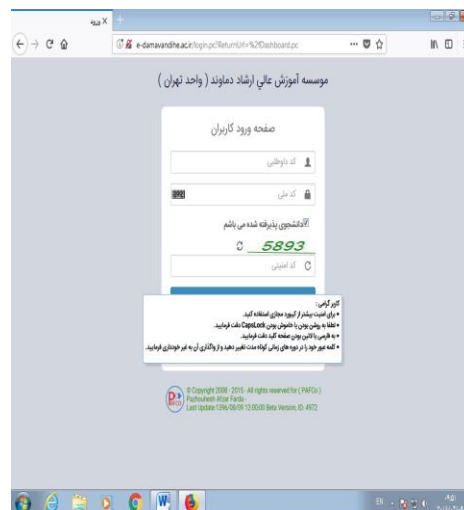 ورود
e-damavandihe.ac.ir/login.pc?ReturnUrl=%2fDashboard.pc
موسسه آموزش عالي ارشاد دماوند ( واحد تهران )
صفحه ورود کاربران
کد داوطلبی
کد ملی
دانشجوی پذیرفته شده می باشم
5893
کد امنیتی
کاربر گرامی :
• برای امنیت بیشتر از کیبورد مجازی استفاده کنید.
• لطفا به روشن بودن یا خاموش بودن CapsLock دقت فرمایید.
• به فارسی یا لاتین بودن صفحه کلید دقت فرمایید.
• کلمه عبور خود را در دوره های زمانی کوتاه مدت تغییر دهید و از واگذاری آن به غیر خودداری فرمایید.
© Copyright 2008 - 2015 - All rights reserved for ( PAFCo )
Pazhouhesh Afzar Farda -
Last Update:1396/08/09 12:00:00 Beta Version; ID: 4972
PAFCO
EN